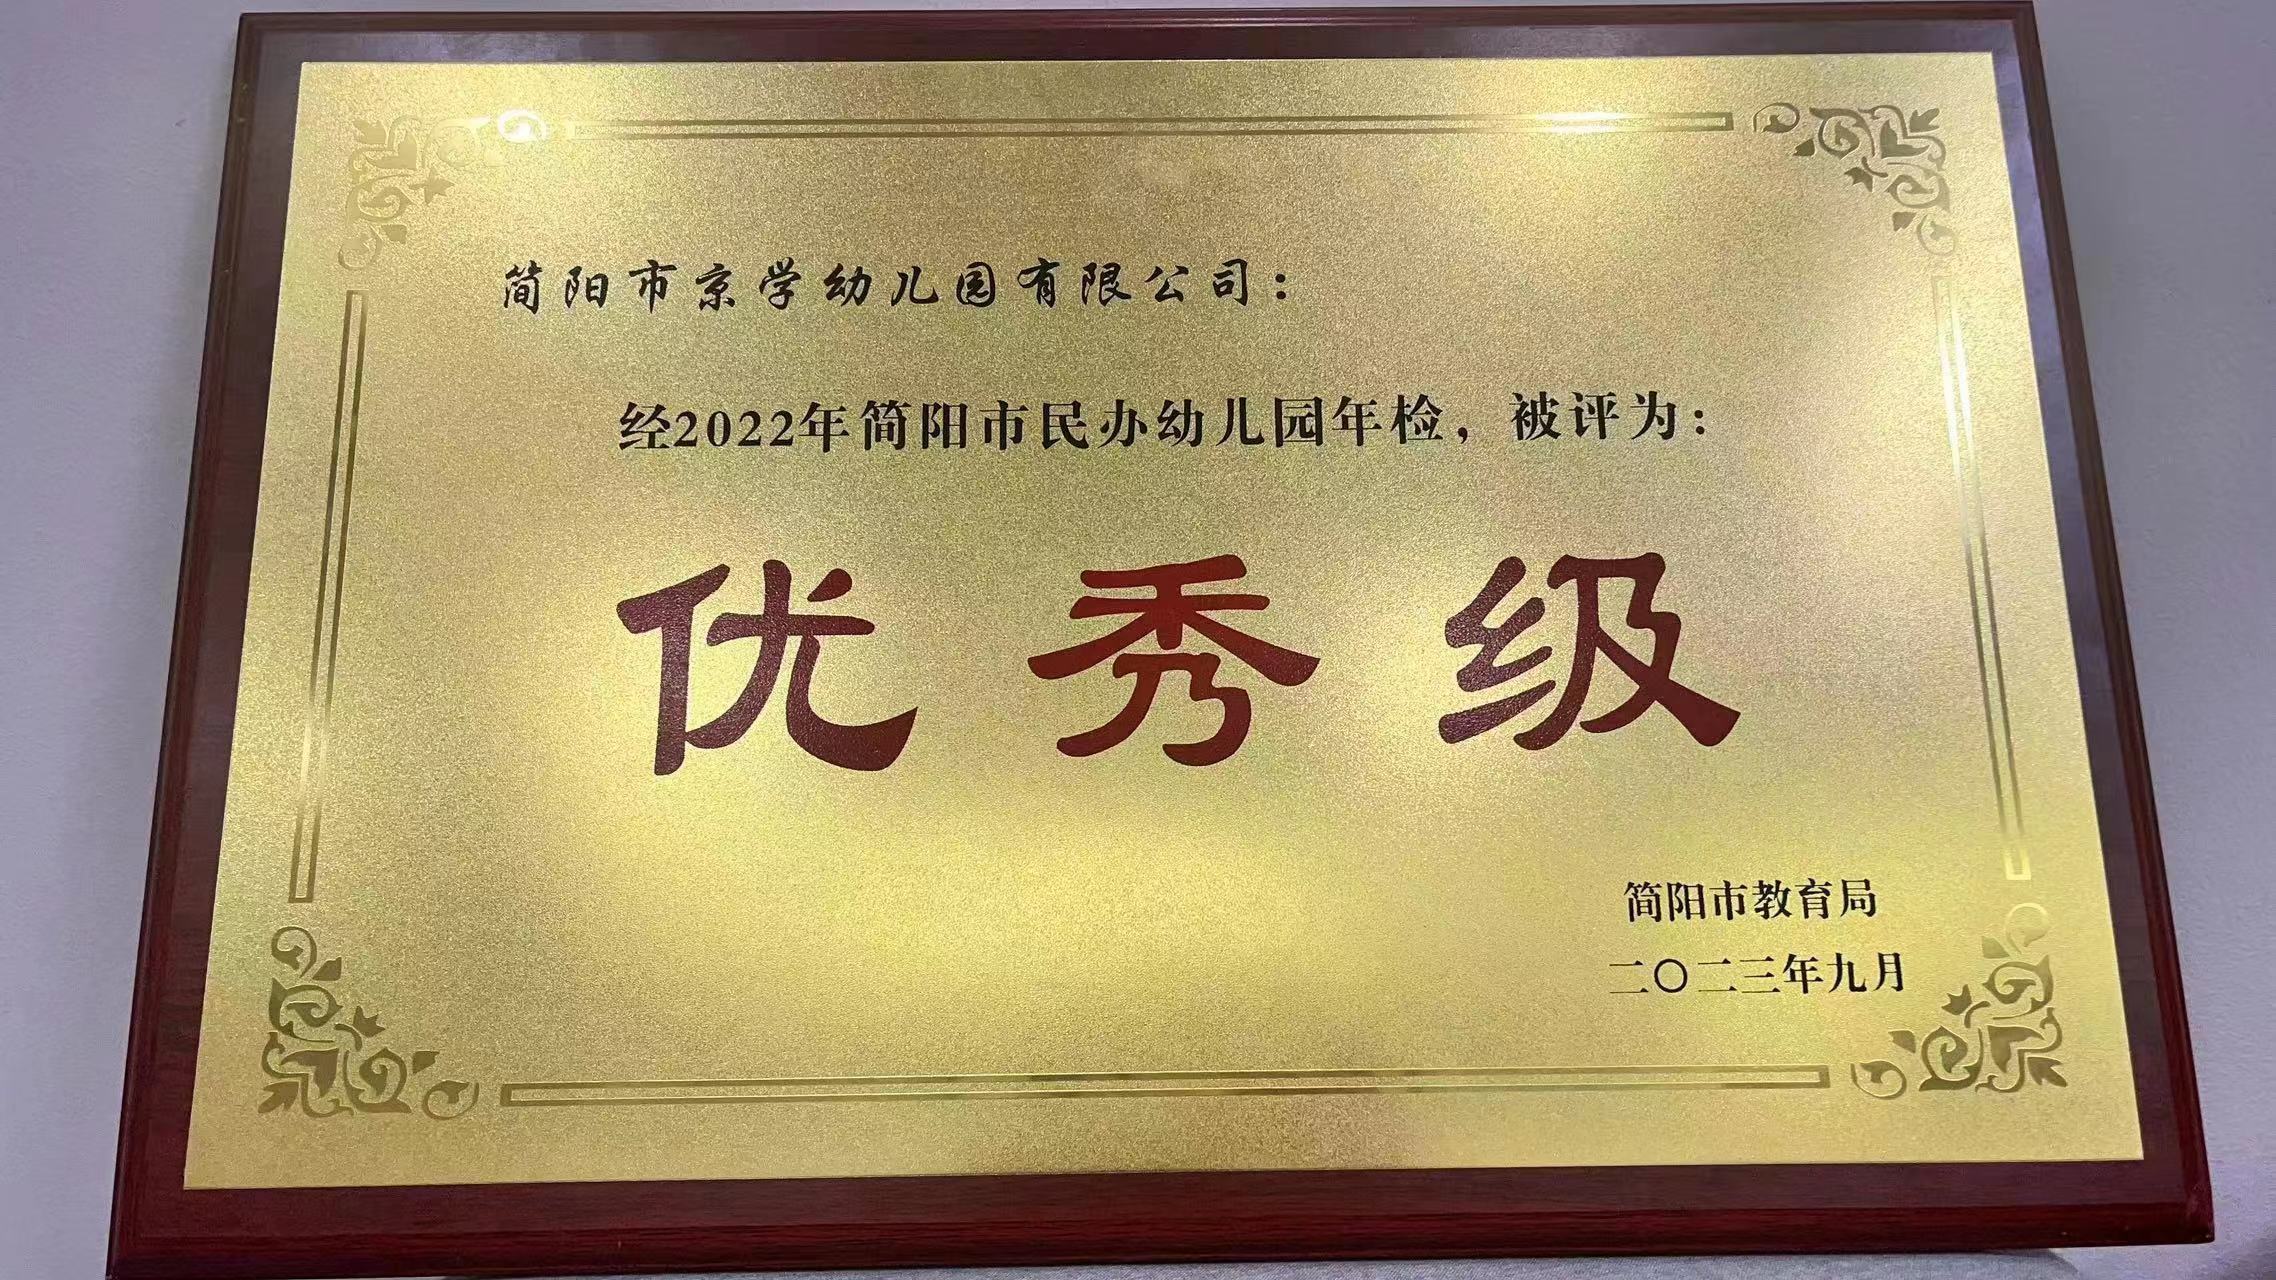 简阳市京学幼儿园有限公司：
经2022年简阳市民办幼儿园年检，被评为：
优秀级
简阳市教育局
二〇二三年九月